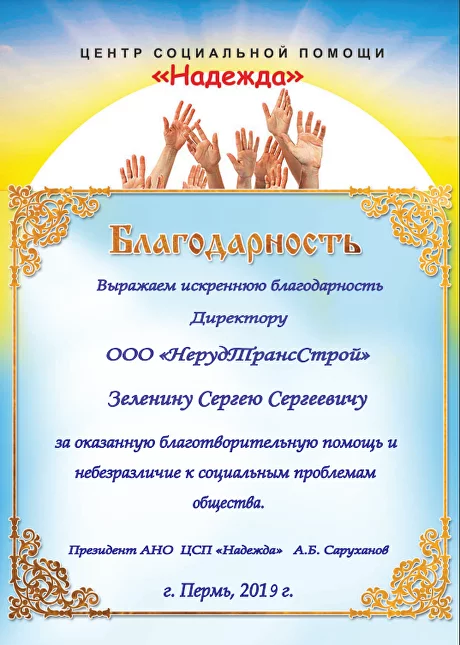 ЦЕНТР СОЦИАЛЬНОЙ ПОМОЩИ
«Надежда»
Благодарность
Выражаем искреннюю благодарность
Директору
ООО «НерудТрансСтрой»
Зеленину Сергею Сергеевичу
за оказанную благотворительную помощь и
небезразличие к социальным проблемам
общества.
Президент АНО ЦСП «Надежда» А.Б. Саруханов
г. Пермь, 2019 г.